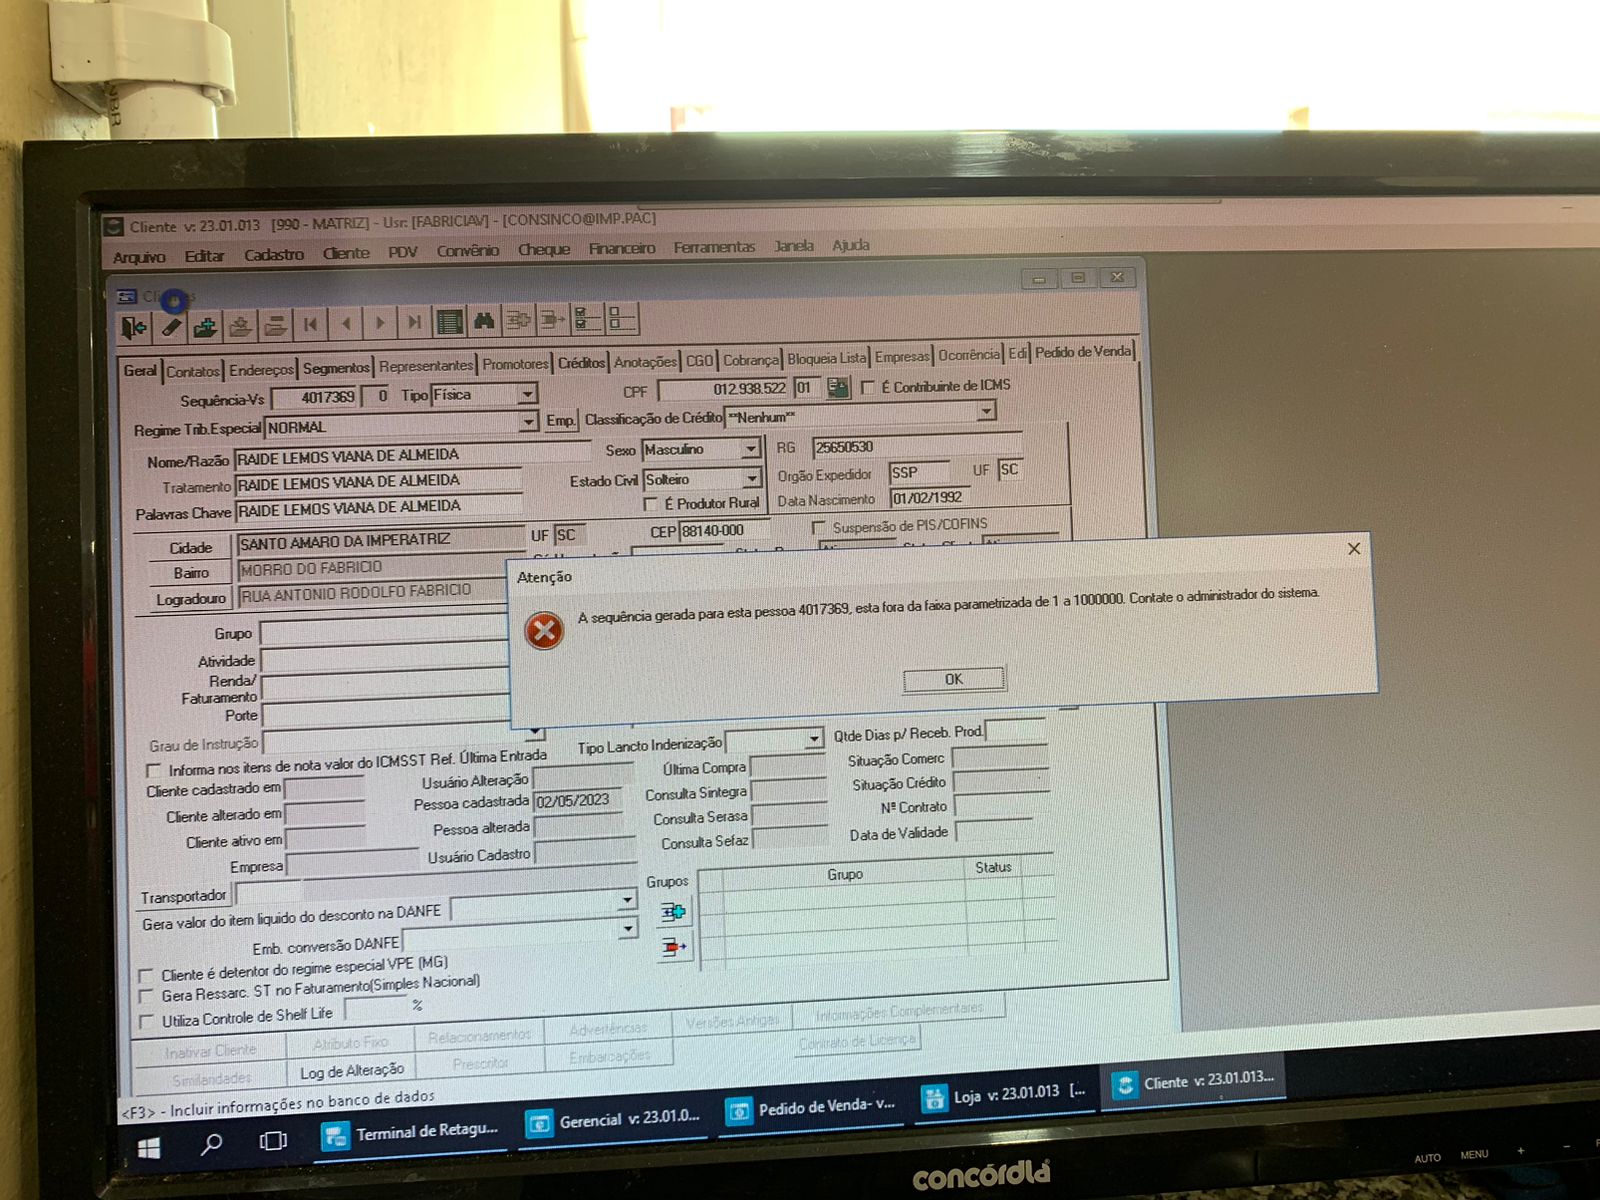 Cliente v: 23.01.013 [990 - MATRIZ] - Usr: [FABRICIAV] - [CONSINCO@IMP.PAC]
Arquivo Editar Cadastro Cliente PDV Convênio Cheque Financeiro Ferramentas Janela Ajuda
Geral Contatos Endereços Segmentos Representantes Promotores Créditos Anotações CGO Cobrança Bloqueia Lista Empresas Ocorrência Edi Pedido de Venda
Sequência-Vs 4017369 0 Tipo Física CPF 012.938.522 01 É Contribuinte de ICMS
Regime Trib.Especial NORMAL Emp. Classificação de Crédito **Nenhum**
Nome/Razão RAIDE LEMOS VIANA DE ALMEIDA Sexo Masculino RG 25650530
Tratamento RAIDE LEMOS VIANA DE ALMEIDA Estado Civil Solteiro Orgão Expedidor SSP UF SC
Palavras Chave RAIDE LEMOS VIANA DE ALMEIDA É Produtor Rural Data Nascimento 01/02/1992
Cidade SANTO AMARO DA IMPERATRIZ UF SC CEP 88140-000 Suspensão de PIS/COFINS
Bairro MORRO DO FABRICIO
Logradouro RUA ANTONIO RODOLFO FABRICIO
Atenção
A sequência gerada para esta pessoa 4017369, esta fora da faixa parametrizada de 1 a 1000000. Contate o administrador do sistema.
OK
Grupo
Atividade
Renda/
Faturamento
Porte
Grau de Instrução Tipo Lancto Indenização Qtde Dias p/ Receb. Prod.
Informa nos itens de nota valor do ICMSST Ref. Última Entrada
Cliente cadastrado em Usuário Alteração Última Compra Situação Comerc
Cliente alterado em Pessoa cadastrada 02/05/2023 Consulta Sintegra Situação Crédito
Cliente ativo em Pessoa alterada Consulta Serasa Nº Contrato
Empresa Usuário Cadastro Consulta Sefaz Data de Validade
Transportador Grupos Grupo Status
Gera valor do item liquido do desconto na DANFE
Emb. conversão DANFE
Cliente é detentor do regime especial VPE (MG)
Gera Ressarc. ST no Faturamento(Simples Nacional)
Utiliza Controle de Shelf Life %
Inativar Cliente Atributo Fixo Relacionamentos Advertências Versões Antigas Informações Complementares
Similaridades Log de Alteração Prescritor Embarcações Contrato de Licença
<F3> - Incluir informações no banco de dados
Terminal de Retagu... Gerencial v: 23.01.0... Pedido de Venda- v... Loja v: 23.01.013 [... Cliente v: 23.01.013...
concórdia
AUTO MENU + -